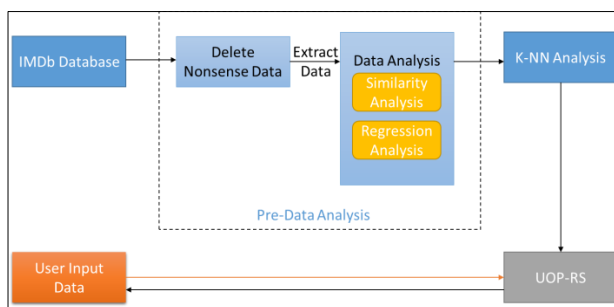 IMDb Database
Delete
Nonsense Data
Extract
Data
Data Analysis
Similarity
Analysis
Regression
Analysis
K-NN Analysis
Pre-Data Analysis
User Input
Data
UOP-RS